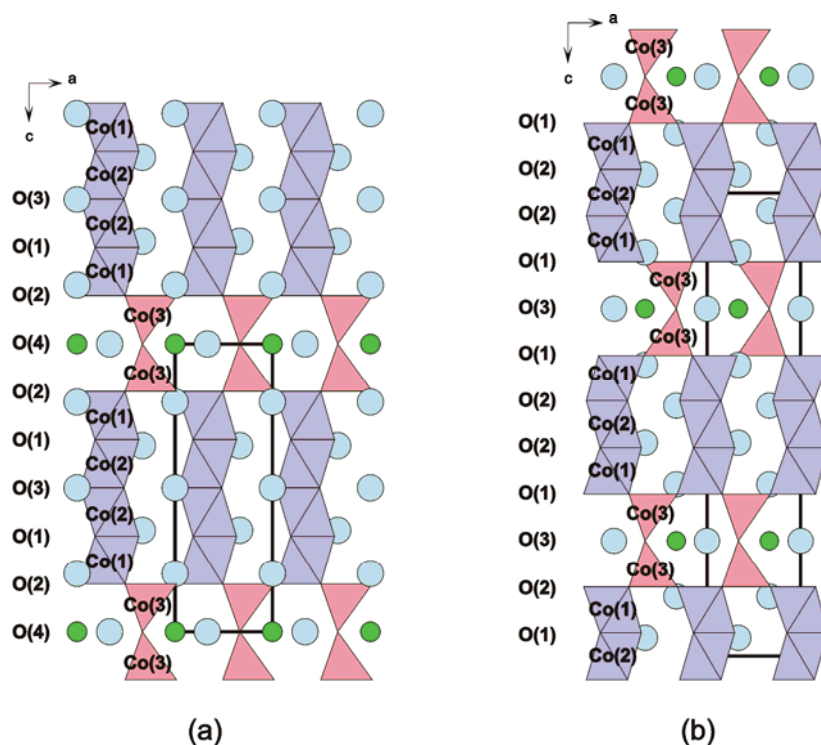 a
c
Co(1)
Co(2)
O(3)
Co(2)
O(1)
Co(1)
O(2)
Co(3)
O(4)
Co(3)
O(2)
Co(1)
O(1)
Co(2)
O(3)
Co(2)
O(1)
Co(1)
O(2)
Co(3)
O(4)
Co(3)
(a)
a
c
Co(3)
Co(3)
O(1)
Co(1)
O(2)
Co(2)
O(2)
Co(1)
O(1)
Co(3)
O(3)
Co(3)
O(1)
Co(1)
O(2)
Co(2)
O(2)
Co(1)
O(1)
Co(3)
O(3)
Co(3)
O(2)
Co(1)
O(1)
Co(2)
(b)